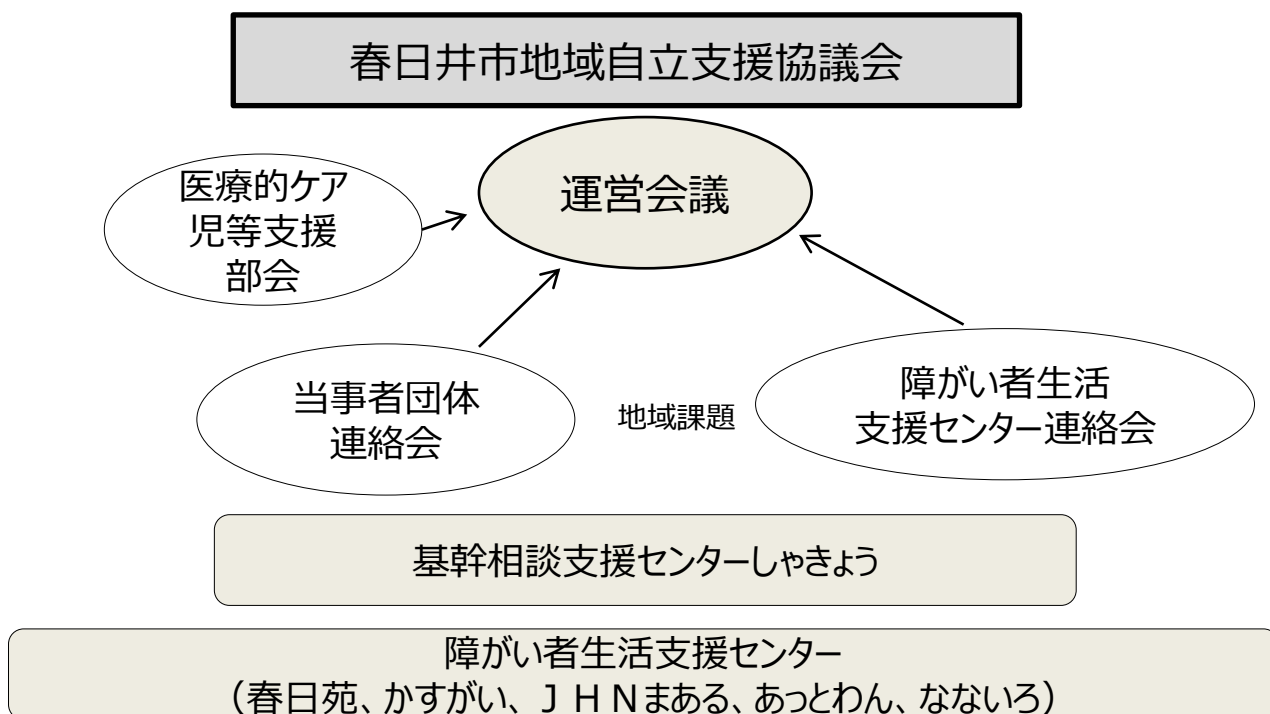 春日井市地域自立支援協議会
運営会議
医療的ケア
児等支援
部会
当事者団体
連絡会
地域課題
障がい者生活
支援センター連絡会
基幹相談支援センターしゃきょう
障がい者生活支援センター
（春日苑、かすがい、ＪＨＮまある、あっとわん、なないろ）